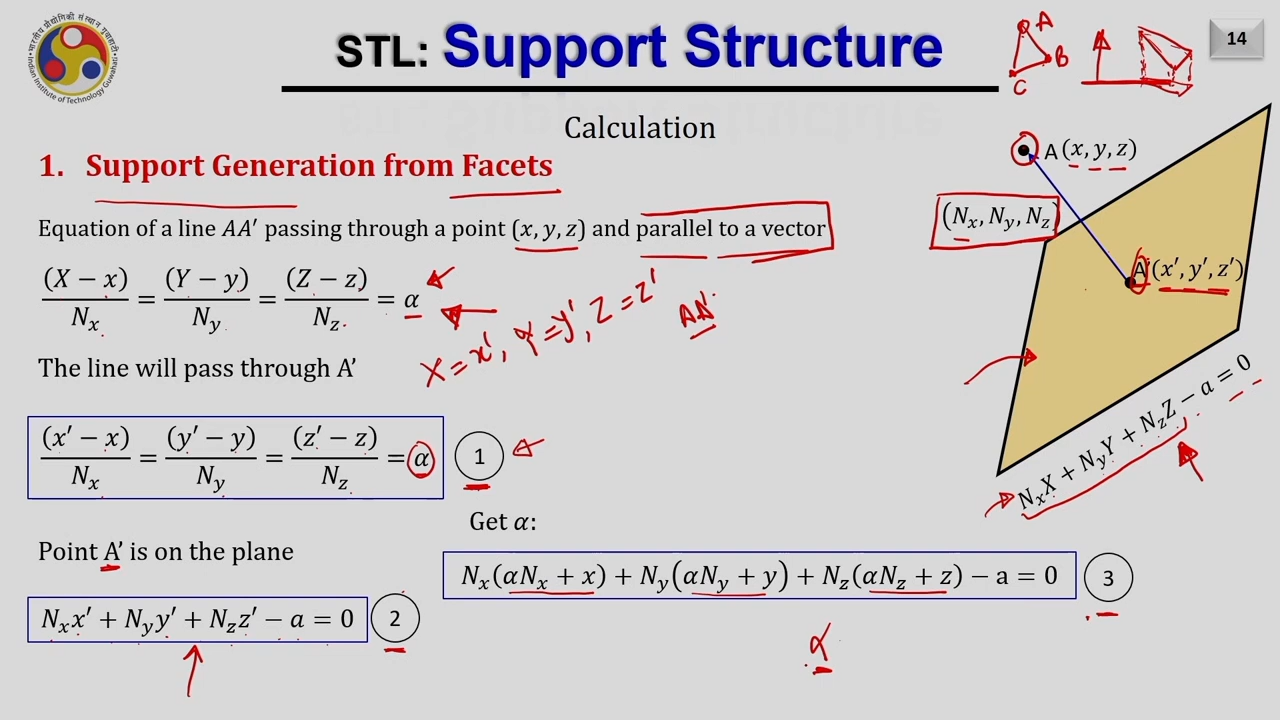 STL: Support Structure
14
A
B
C
Calculation
1. Support Generation from Facets
Equation of a line AA′ passing through a point (x, y, z) and parallel to a vector
(X − x)/Nx = (Y − y)/Ny = (Z − z)/Nz = α
X = x′, Y = y′, Z = z′
AA′
The line will pass through A’
(x′ − x)/Nx = (y′ − y)/Ny = (z′ − z)/Nz = α
1
Point A’ is on the plane
Nxx′ + Nyy′ + Nzz′ − a = 0
2
Get α:
Nx(αNx + x) + Ny(αNy + y) + Nz(αNz + z) − a = 0
3
α
A (x, y, z)
(Nx, Ny, Nz)
A′(x′, y′, z′)
NxX + NyY + NzZ − a = 0